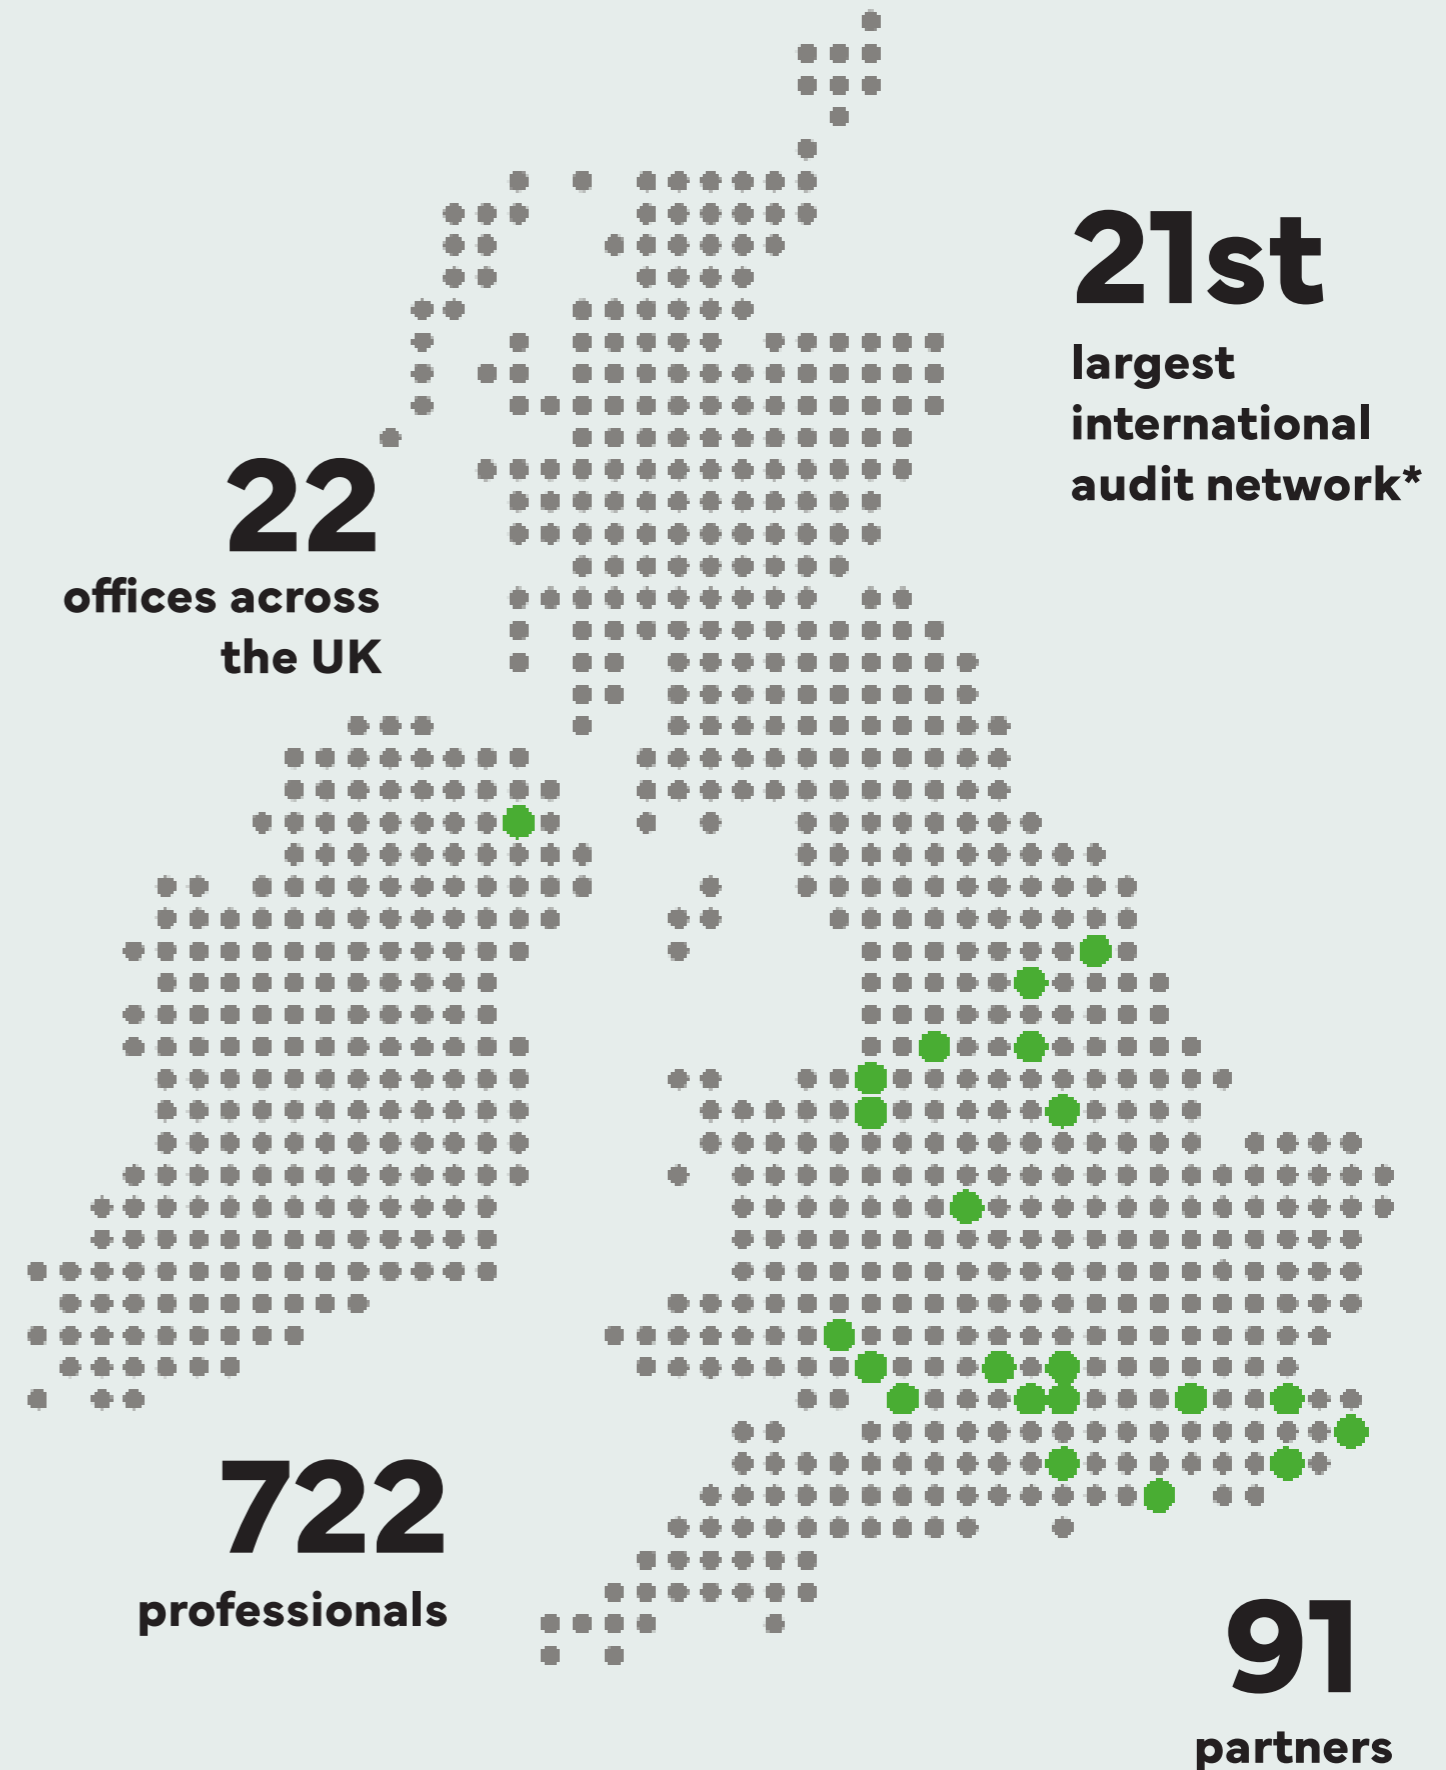 21st
largest
international
audit network*
22
offices across
the UK
722
professionals
91
partners